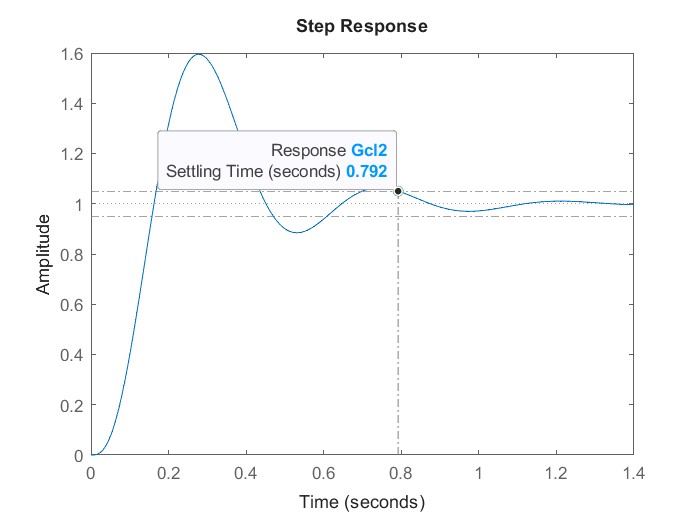 Step Response
1.6
1.4
1.2
1
0.8
0.6
0.4
0.2
0
Amplitude
Response Gcl2
Settling Time (seconds) 0.792
0 0.2 0.4 0.6 0.8 1 1.2 1.4
Time (seconds)